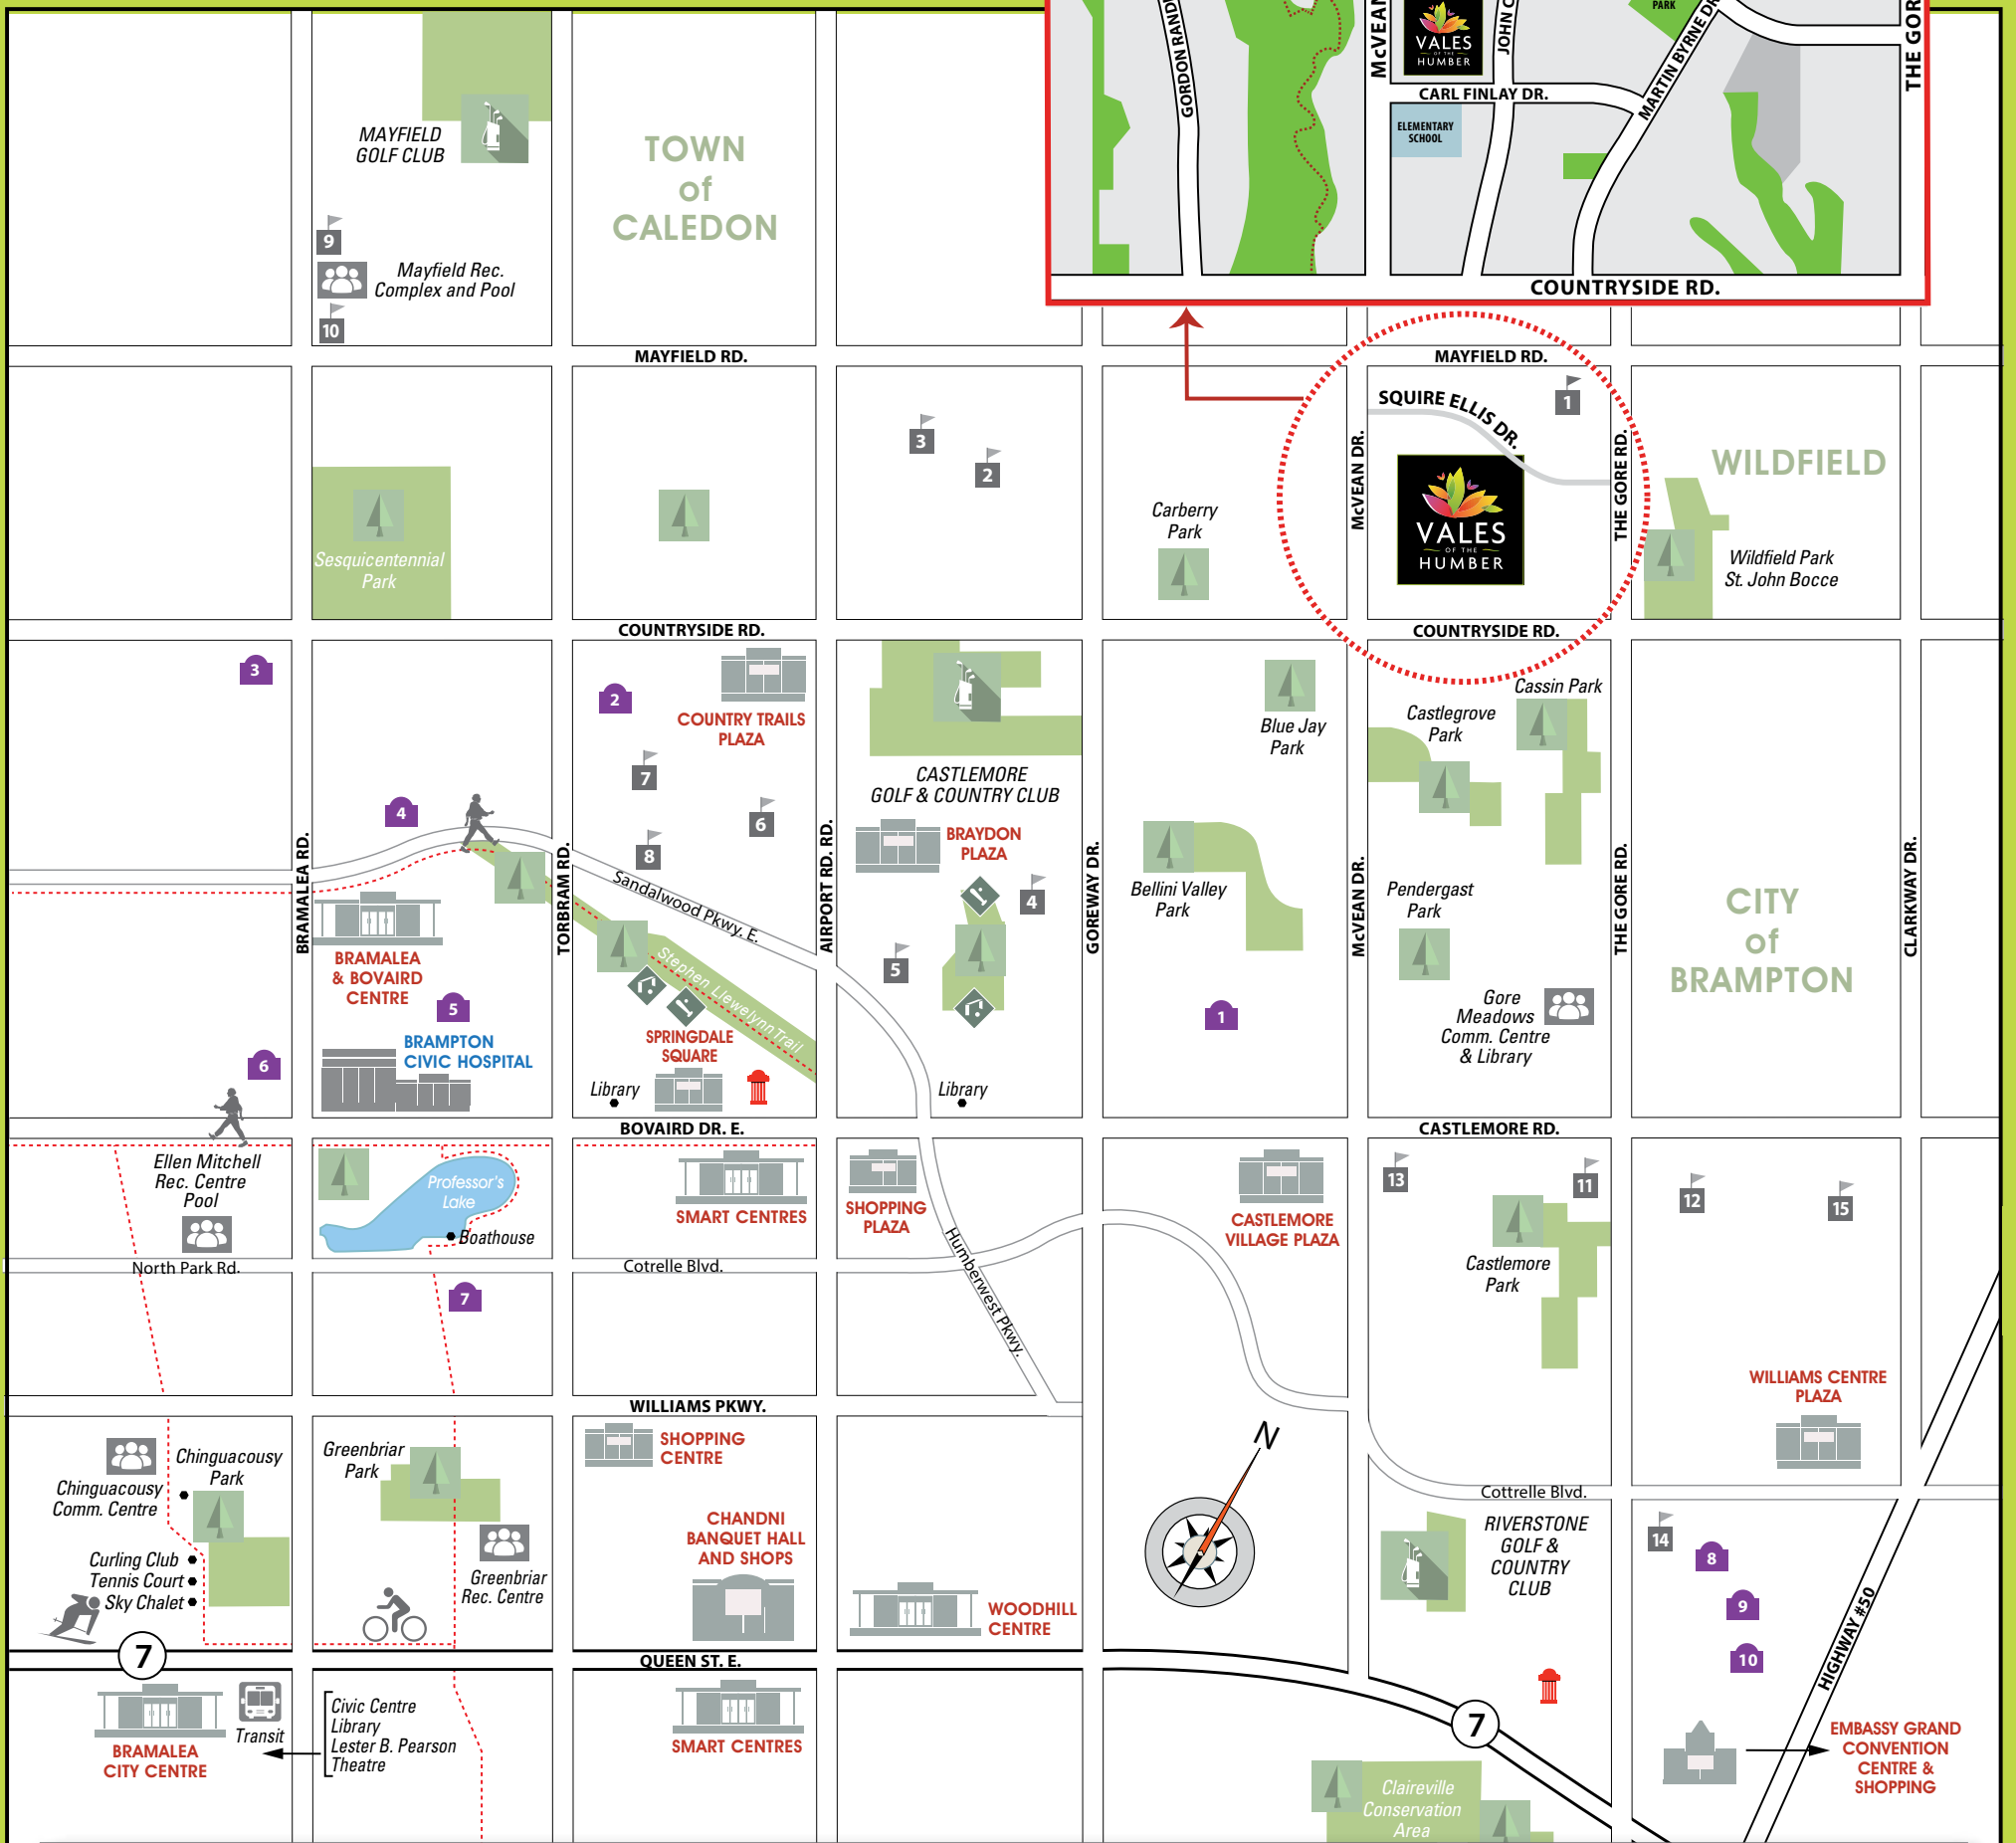 GORDON RAND
McVEAN
VALES
OF THE
HUMBER
JOHN C
PARK
MARTIN BYRNE DR
THE GOR
CARL FINLAY DR.
ELEMENTARY
SCHOOL
COUNTRYSIDE RD.
MAYFIELD
GOLF CLUB
TOWN
of
CALEDON
9
Mayfield Rec.
Complex and Pool
10
MAYFIELD RD.
MAYFIELD RD.
SQUIRE ELLIS DR.
1
3
2
McVEAN DR.
THE GORE RD.
WILDFIELD
Carberry
Park
VALES
OF THE
HUMBER
Sesquicentennial
Park
Wildfield Park
St. John Bocce
COUNTRYSIDE RD.
COUNTRYSIDE RD.
3
2
COUNTRY TRAILS
PLAZA
7
6
8
4
CASTLEMORE
GOLF & COUNTRY CLUB
BRAYDON
PLAZA
4
5
Blue Jay
Park
Castlegrove
Park
Cassin Park
Bellini Valley
Park
Pendergast
Park
BRAMALEA RD.
TORBRAM RD.
AIRPORT RD. RD.
GOREWAY DR.
McVEAN DR.
THE GORE RD.
CLARKWAY DR.
Sandalwood Pkwy. E.
Stephen Llewelynn Trail
CITY
of
BRAMPTON
BRAMALEA
& BOVAIRD
CENTRE
5
BRAMPTON
CIVIC HOSPITAL
6
SPRINGDALE
SQUARE
Library
Library
1
Gore
Meadows
Comm. Centre
& Library
BOVAIRD DR. E.
CASTLEMORE RD.
Ellen Mitchell
Rec. Centre
Pool
Professor's
Lake
Boathouse
SMART CENTRES
SHOPPING
PLAZA
CASTLEMORE
VILLAGE PLAZA
13
11
12
15
Castlemore
Park
North Park Rd.
Cotrelle Blvd.
Humberwest Pkwy.
7
WILLIAMS CENTRE
PLAZA
WILLIAMS PKWY.
Chinguacousy
Park
Chinguacousy
Comm. Centre
Curling Club
Tennis Court
Sky Chalet
Greenbriar
Park
Greenbriar
Rec. Centre
SHOPPING
CENTRE
CHANDNI
BANQUET HALL
AND SHOPS
WOODHILL
CENTRE
N
Cottrelle Blvd.
RIVERSTONE
GOLF &
COUNTRY
CLUB
14
8
9
10
HIGHWAY #50
7
QUEEN ST. E.
BRAMALEA
CITY CENTRE
Transit
Civic Centre
Library
Lester B. Pearson
Theatre
SMART CENTRES
7
Claireville
Conservation
Area
EMBASSY GRAND
CONVENTION
CENTRE &
SHOPPING